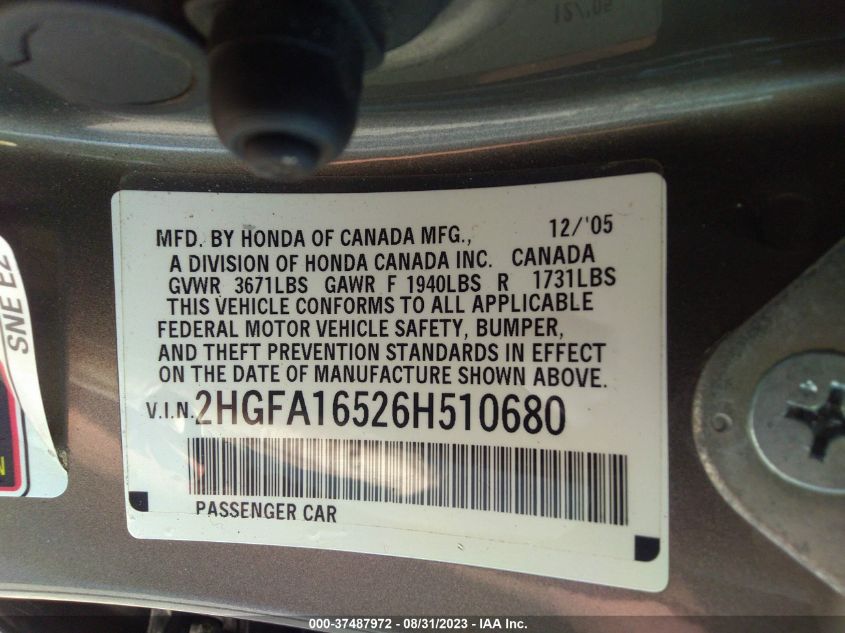 12/'05
MFD. BY HONDA OF CANADA MFG.,
A DIVISION OF HONDA CANADA INC. CANADA
GVWR 3671LBS GAWR F 1940LBS R 1731LBS
THIS VEHICLE CONFORMS TO ALL APPLICABLE
FEDERAL MOTOR VEHICLE SAFETY, BUMPER,
AND THEFT PREVENTION STANDARDS IN EFFECT
ON THE DATE OF MANUFACTURE SHOWN ABOVE.
V.I.N. 2HGFA16526H510680
PASSENGER CAR
000-37487972 - 08/31/2023 - IAA Inc.